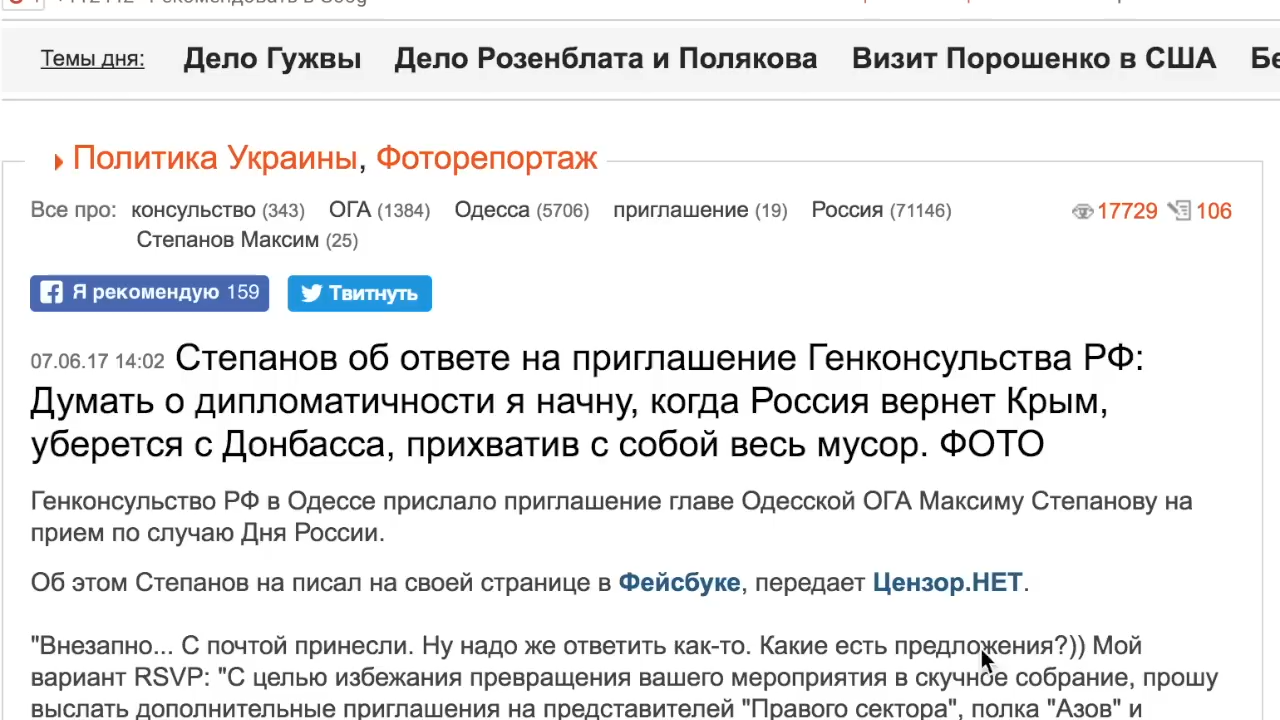 Темы дня: Дело Гужвы Дело Розенблата и Полякова Визит Порошенко в США
Политика Украины, Фоторепортаж
Все про: консульство (343) ОГА (1384) Одесса (5706) приглашение (19) Россия (71146) 17729 106
Степанов Максим (25)
Я рекомендую 159 Твитнуть
07.06.17 14:02 Степанов об ответе на приглашение Генконсульства РФ:
Думать о дипломатичности я начну, когда Россия вернет Крым,
уберется с Донбасса, прихватив с собой весь мусор. ФОТО
Генконсульство РФ в Одессе прислало приглашение главе Одесской ОГА Максиму Степанову на
прием по случаю Дня России.
Об этом Степанов на писал на своей странице в Фейсбуке, передает Цензор.НЕТ.
"Внезапно... С почтой принесли. Ну надо же ответить как-то. Какие есть предложения?)) Мой
вариант RSVP: "С целью избежания превращения вашего мероприятия в скучное собрание, прошу
выслать дополнительные приглашения на представителей "Правого сектора", полка "Азов" и